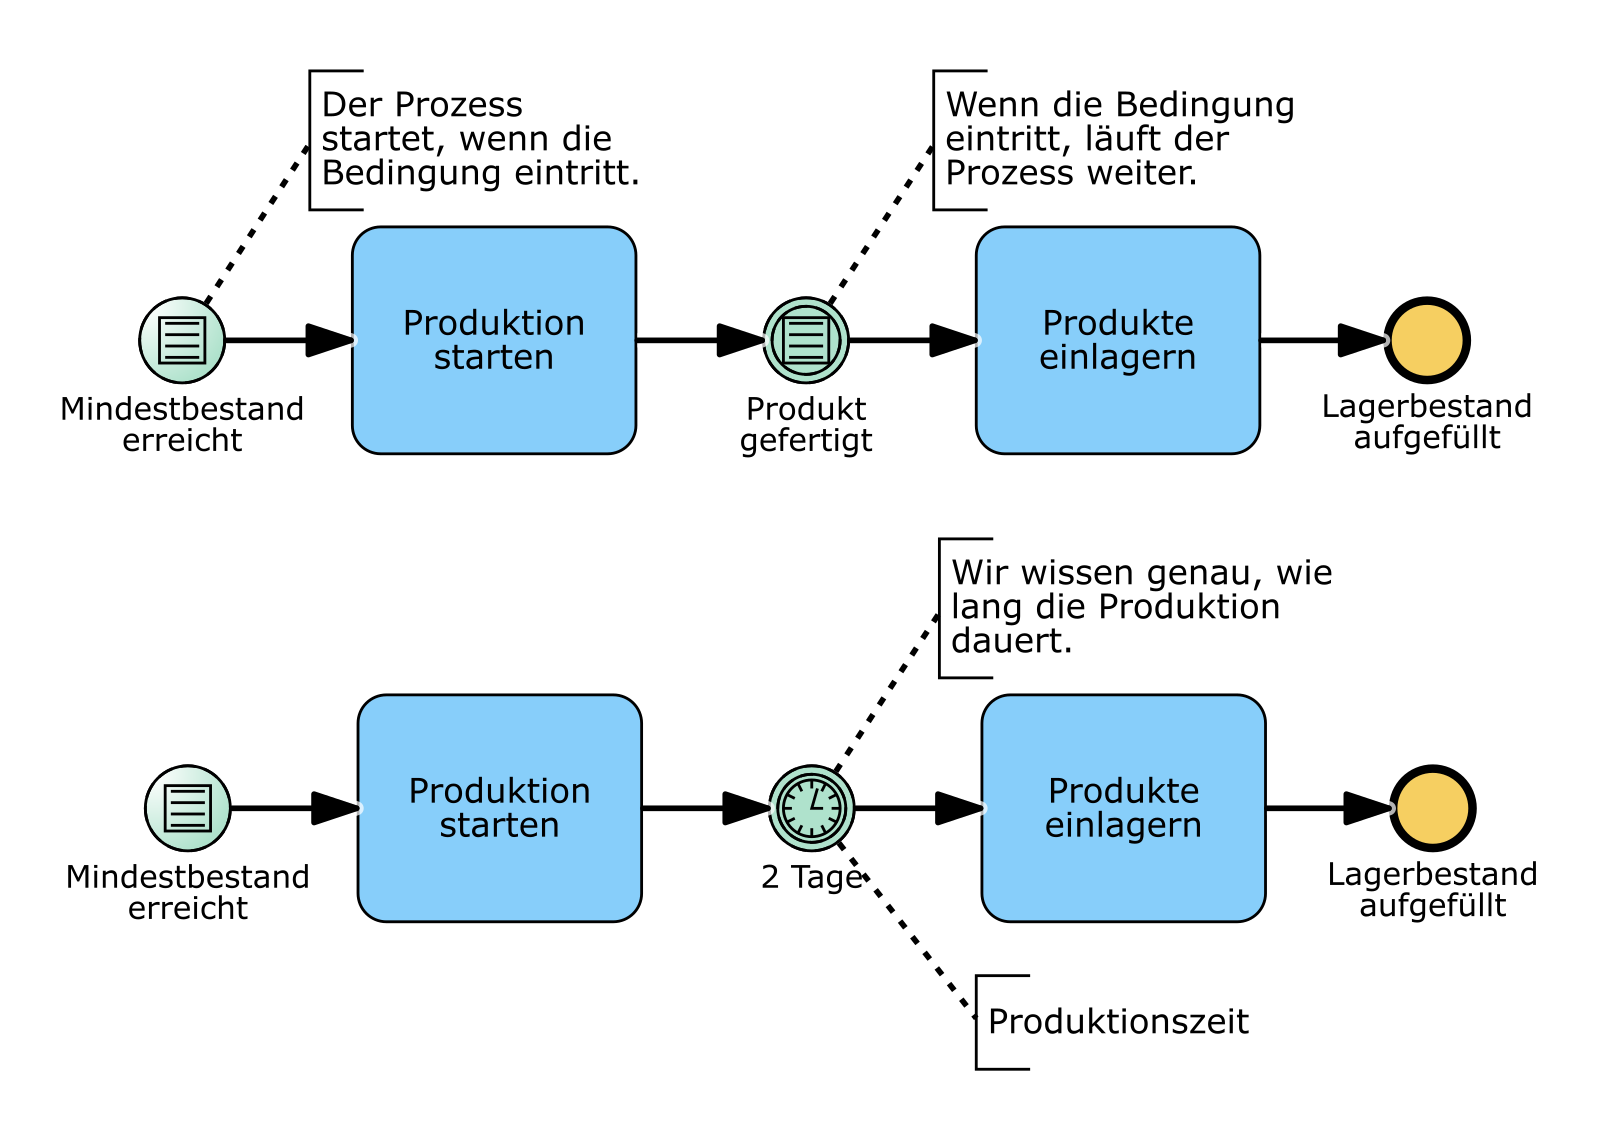 Der Prozess
startet, wenn die
Bedingung eintritt.
Wenn die Bedingung
eintritt, läuft der
Prozess weiter.
Produktion
starten
Produkte
einlagern
Mindestbestand
erreicht
Produkt
gefertigt
Lagerbestand
aufgefüllt
Wir wissen genau, wie
lang die Produktion
dauert.
Produktion
starten
Produkte
einlagern
Mindestbestand
erreicht
2 Tage
Lagerbestand
aufgefüllt
Produktionszeit